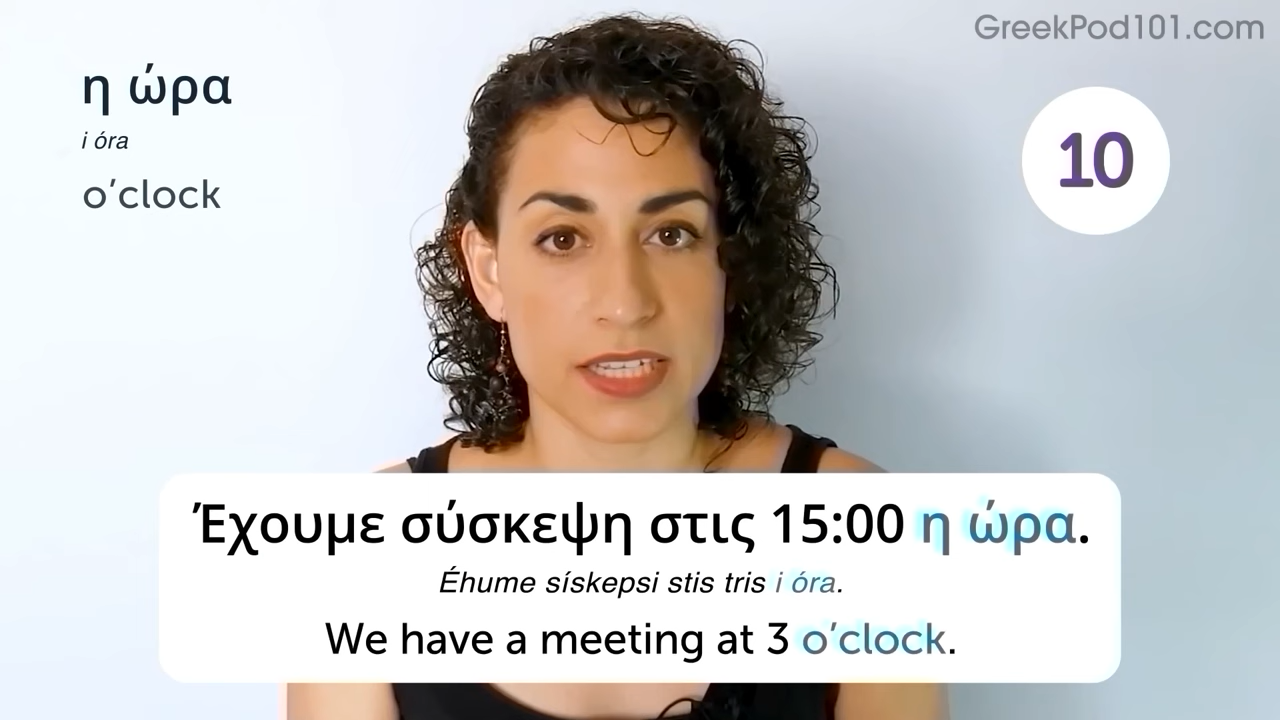 GreekPod101.com
η ώρα
i óra
o’clock
10
Έχουμε σύσκεψη στις 15:00 η ώρα.
Éhume sískepsi stis tris i óra.
We have a meeting at 3 o’clock.